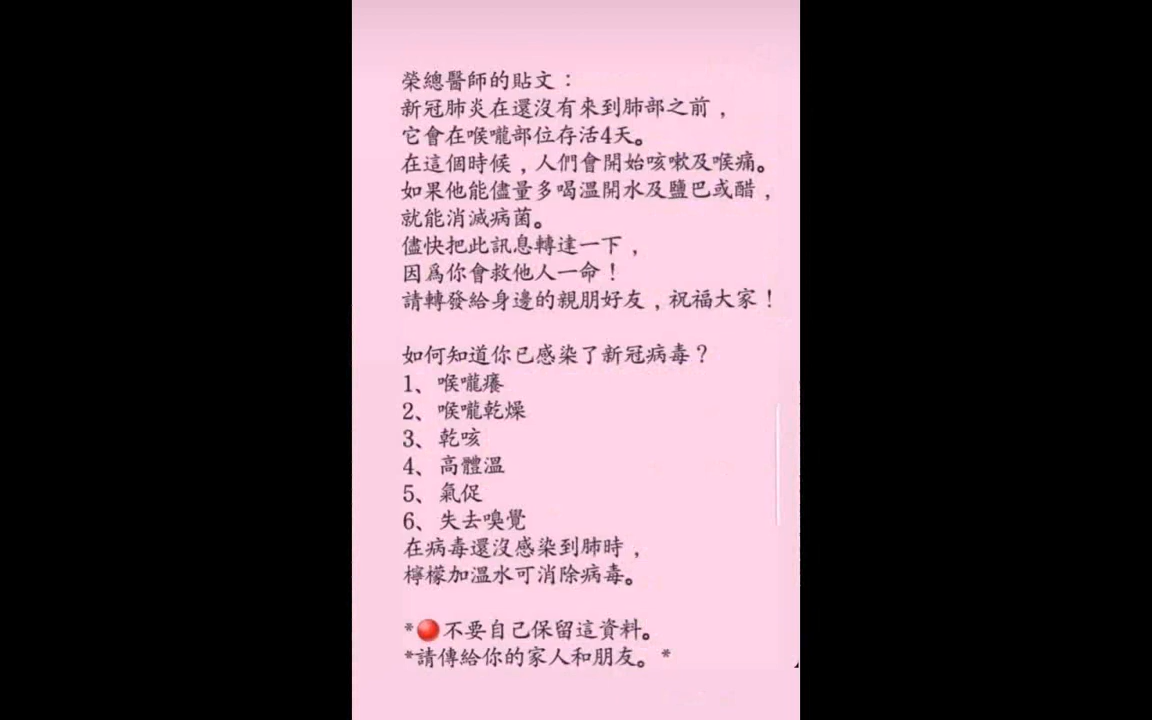 榮總醫師的貼文：
新冠肺炎在還沒有來到肺部之前，
它會在喉嚨部位存活4天。
在這個時候，人們會開始咳嗽及喉痛。
如果他能儘量多喝溫開水及鹽巴或醋，
就能消滅病菌。
儘快把此訊息轉達一下，
因爲你會救他人一命！
請轉發給身邊的親朋好友，祝福大家！
如何知道你已感染了新冠病毒？
1、喉嚨癢
2、喉嚨乾燥
3、乾咳
4、高體溫
5、氣促
6、失去嗅覺
在病毒還沒感染到肺時，
檸檬加溫水可消除病毒。
*🔴不要自己保留這資料。
*請傳給你的家人和朋友。*